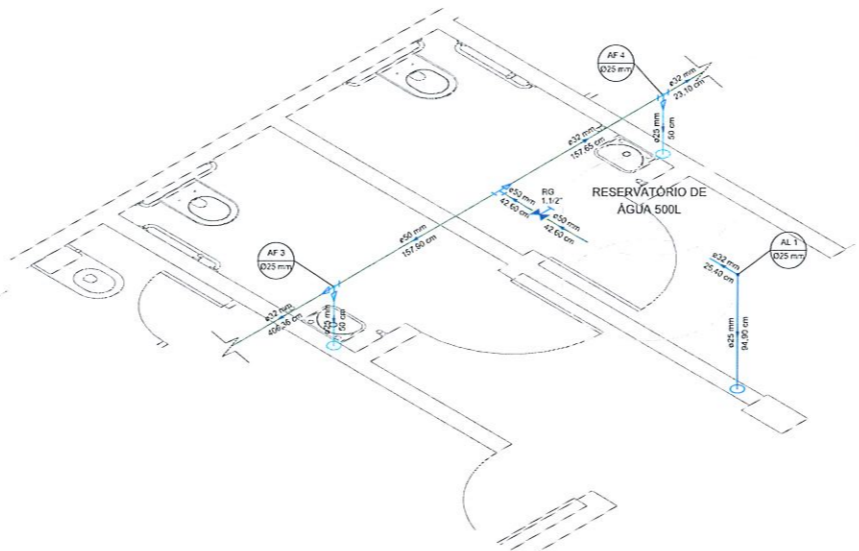 AF 4
Ø25 mm
ø32 mm
23,10 cm
ø25 mm
50 cm
ø32 mm
157,65 cm
ø50 mm
42,60 cm
RG
1.1/2"
ø50 mm
42,60 cm
RESERVATÓRIO DE
ÁGUA 500L
AL 1
Ø25 mm
ø32 mm
25,40 cm
ø25 mm
94,90 cm
ø50 mm
157,90 cm
AF 3
Ø25 mm
ø32 mm
406,36 cm
ø25 mm
50 cm